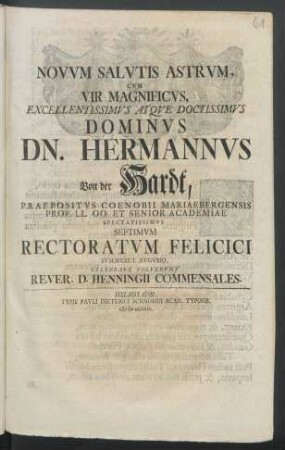 61
NOVVM SALVTIS ASTRVM,
CVM
VIR MAGNIFICVS,
EXCELLENTISSIMVS ATQVE DOCTISSIMVS
DOMINVS
DN. HERMANNVS
Von der Hardt,
PRAEPOSITVS COENOBII MARIAEBERGENSIS
PROF. LL. OO. ET SENIOR ACADEMIAE
SPECTATISSIMVS
SEPTIMVM
RECTORATVM FELICICI
SVSCIPERET AVGVRIO,
CELEBRARE VOLVERVNT
REVER. D. HENNINGII COMMENSALES.
HELMSTADII,
TYPIS PAVLI DIETERICI SCHNORRII ACAD. TYPOGR.